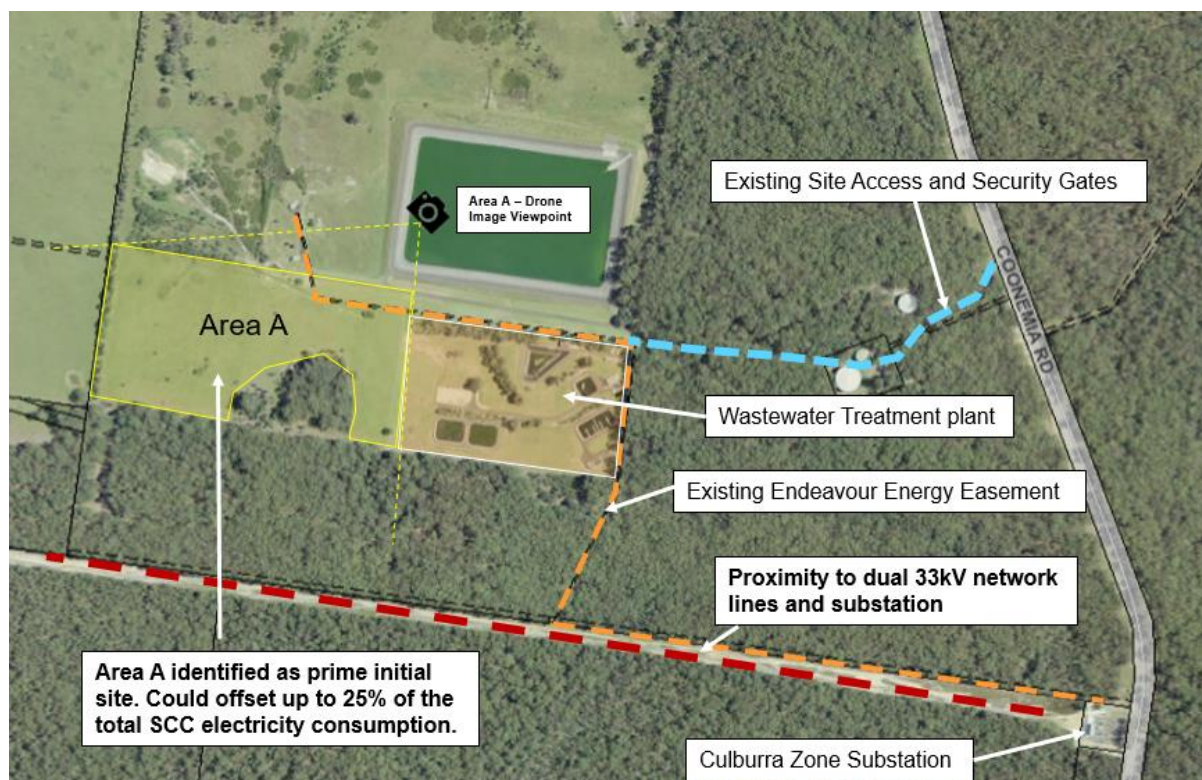 Existing Site Access and Security Gates
Area A – Drone
Image Viewpoint
COONEMIA RD
Area A
Wastewater Treatment plant
Existing Endeavour Energy Easement
Proximity to dual 33kV network
lines and substation
Area A identified as prime initial
site. Could offset up to 25% of the
total SCC electricity consumption.
Culburra Zone Substation